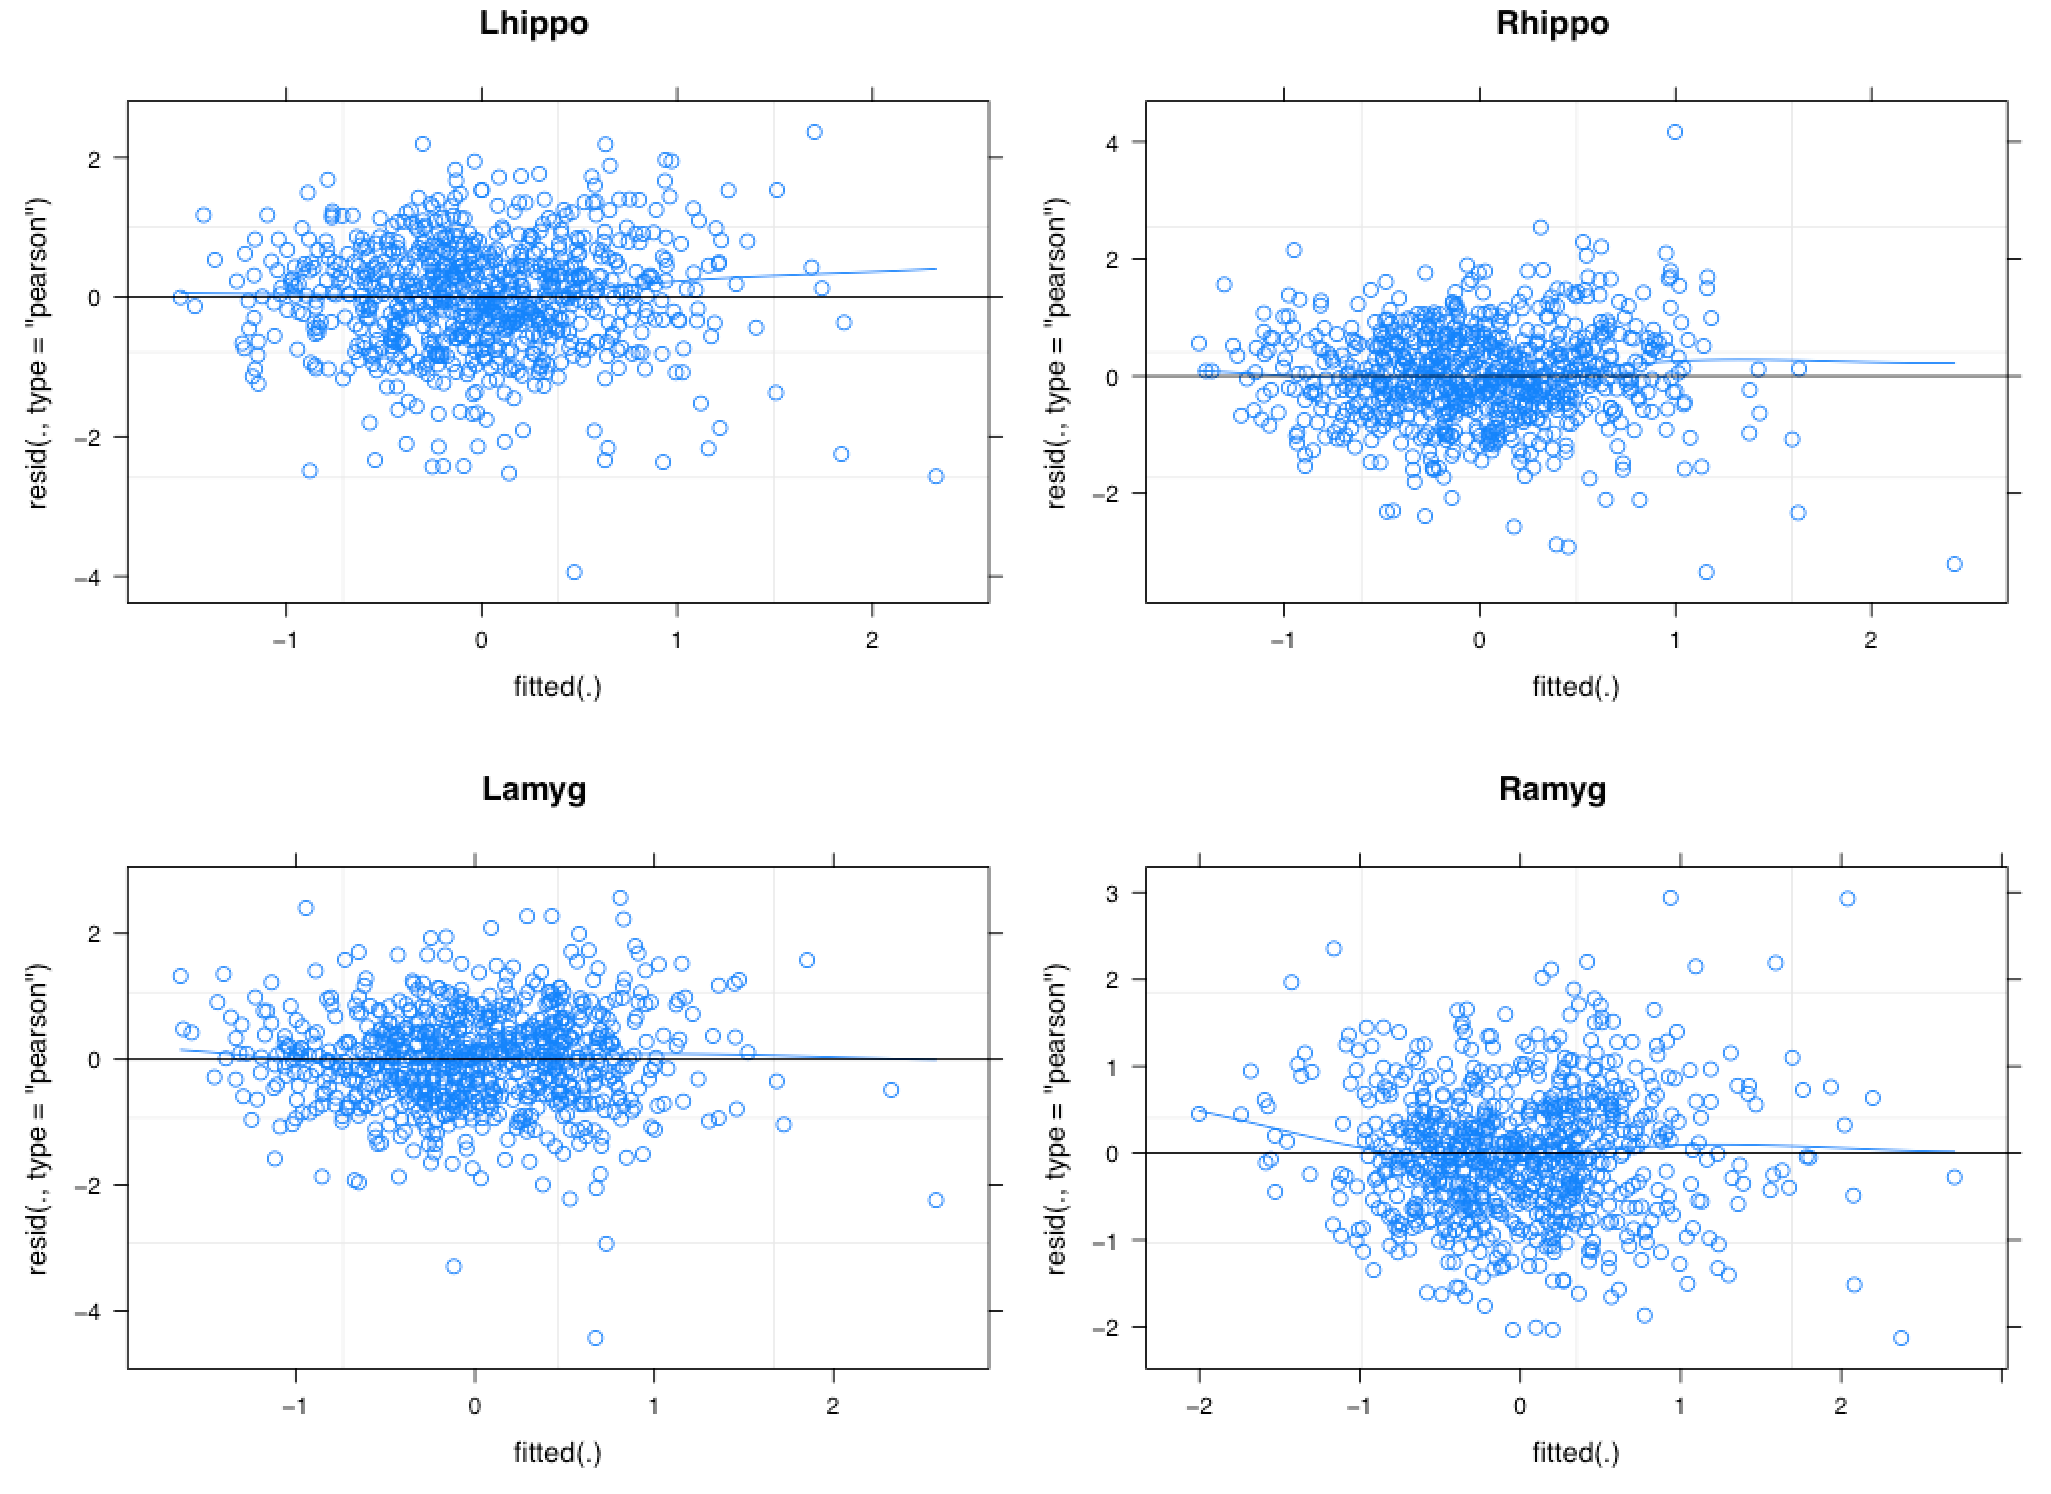 Lhippo
resid(., type = "pearson")
2
0
−2
−4
−1 0 1 2
fitted(.)
Rhippo
resid(., type = "pearson")
4
2
0
−2
−1 0 1 2
fitted(.)
Lamyg
resid(., type = "pearson")
2
0
−2
−4
−1 0 1 2
fitted(.)
Ramyg
resid(., type = "pearson")
3
2
1
0
−1
−2
−2 −1 0 1 2
fitted(.)